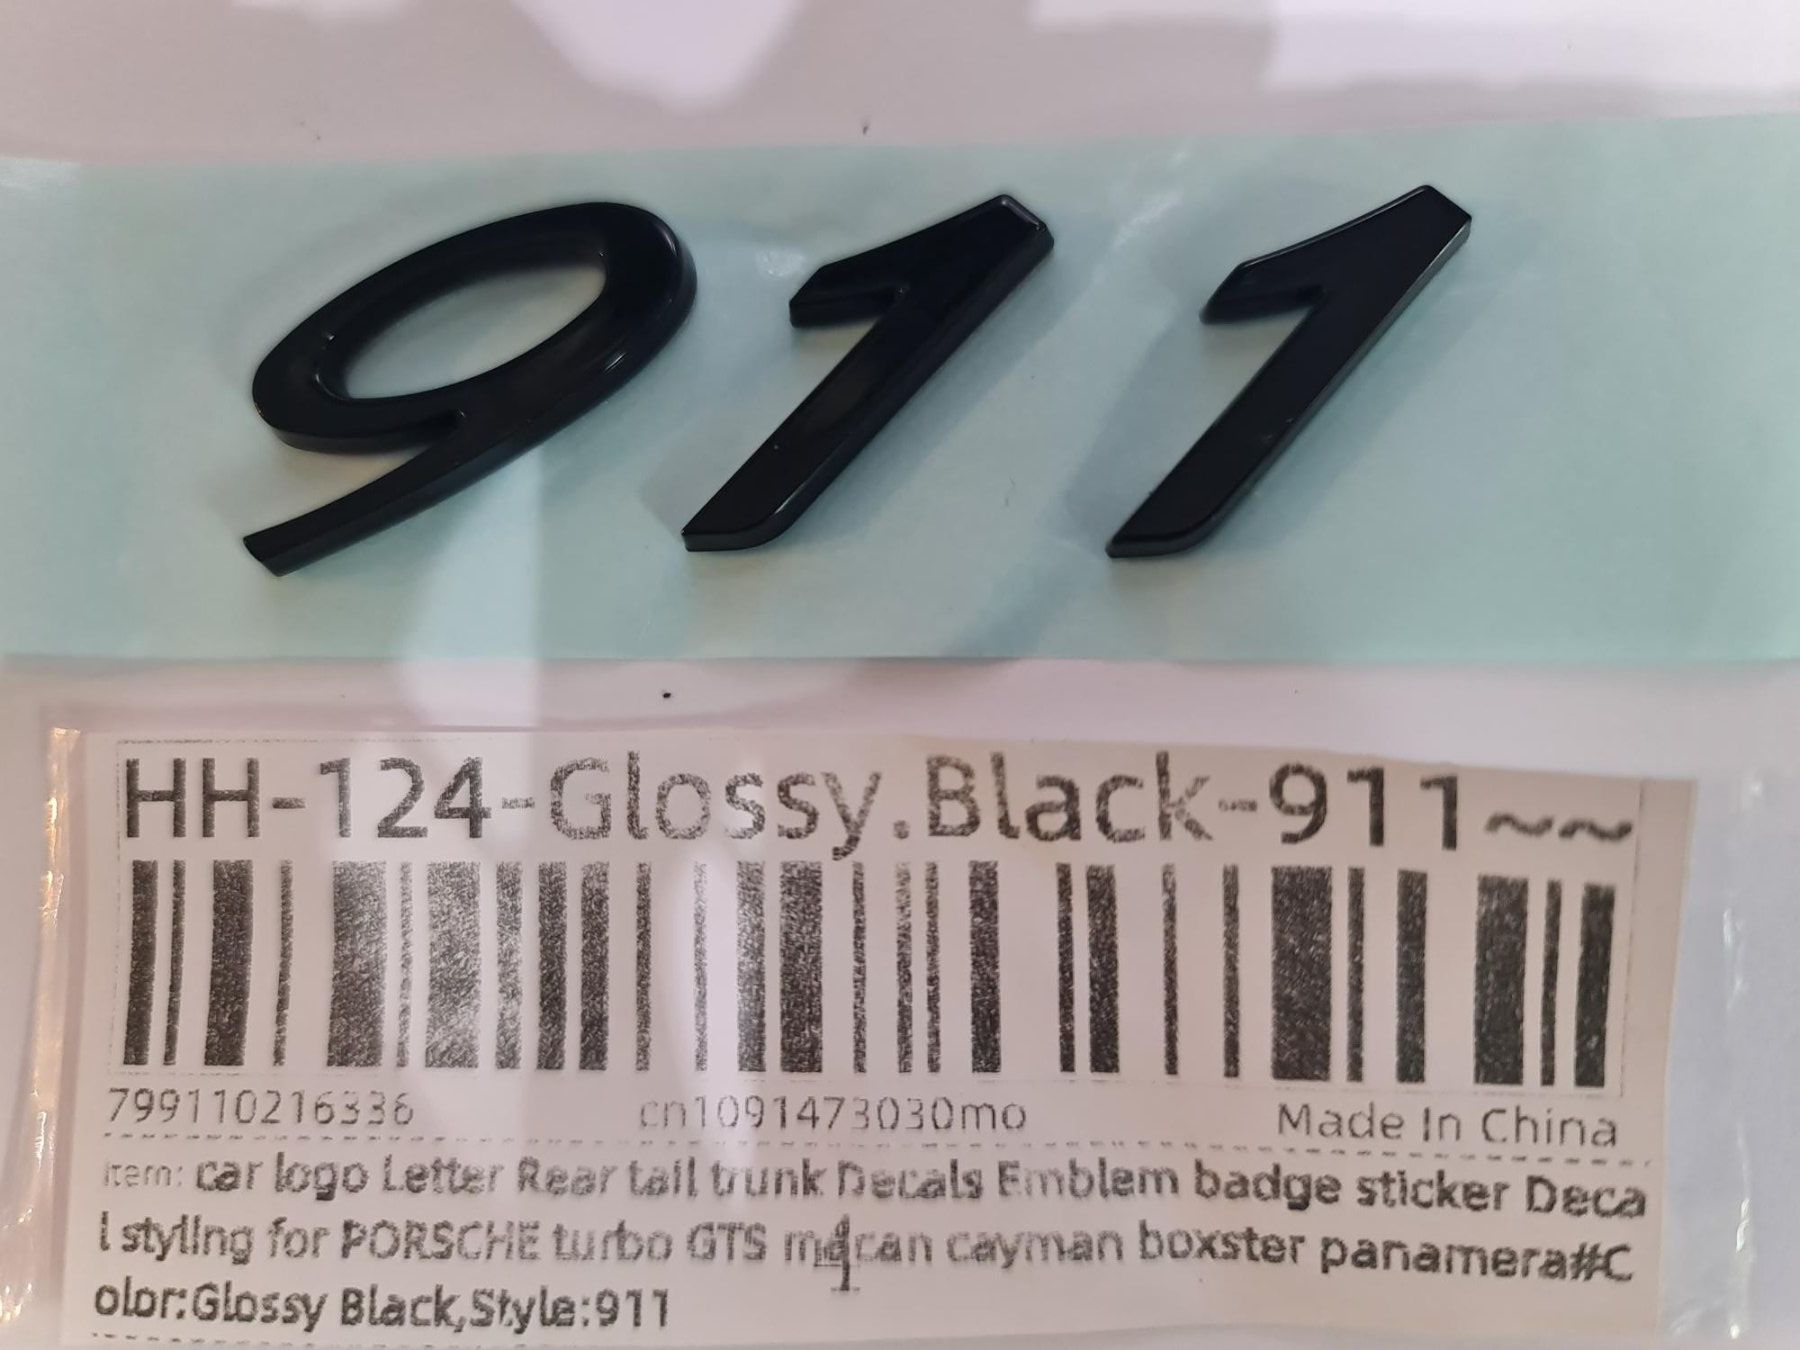 911
HH-124-Glossy.Black-911~~
799110216336
cn1091473030mo
Made In China
Item: car logo Letter Rear tail trunk Decals Emblem badge sticker Deca
l styling for PORSCHE turbo GTS macan cayman boxster panamera#C
olor:Glossy Black,Style:911